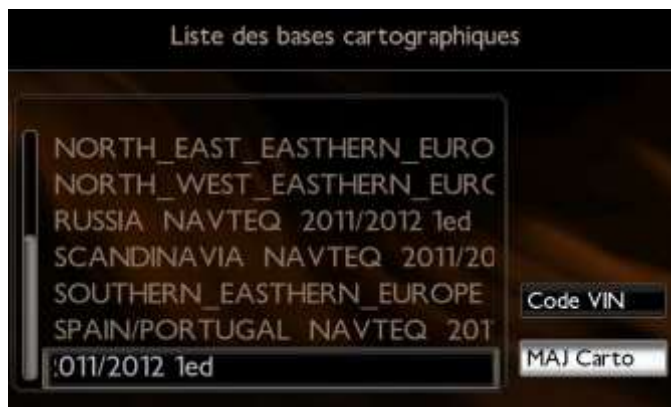 Liste des bases cartographiques
NORTH_EAST_EASTHERN_EURO
NORTH_WEST_EASTHERN_EURC
RUSSIA NAVTEQ 2011/2012 1ed
SCANDINAVIA NAVTEQ 2011/20
SOUTHERN_EASTHERN_EUROPE
SPAIN/PORTUGAL NAVTEQ 201
:011/2012 1ed
Code VIN
MAJ Carto